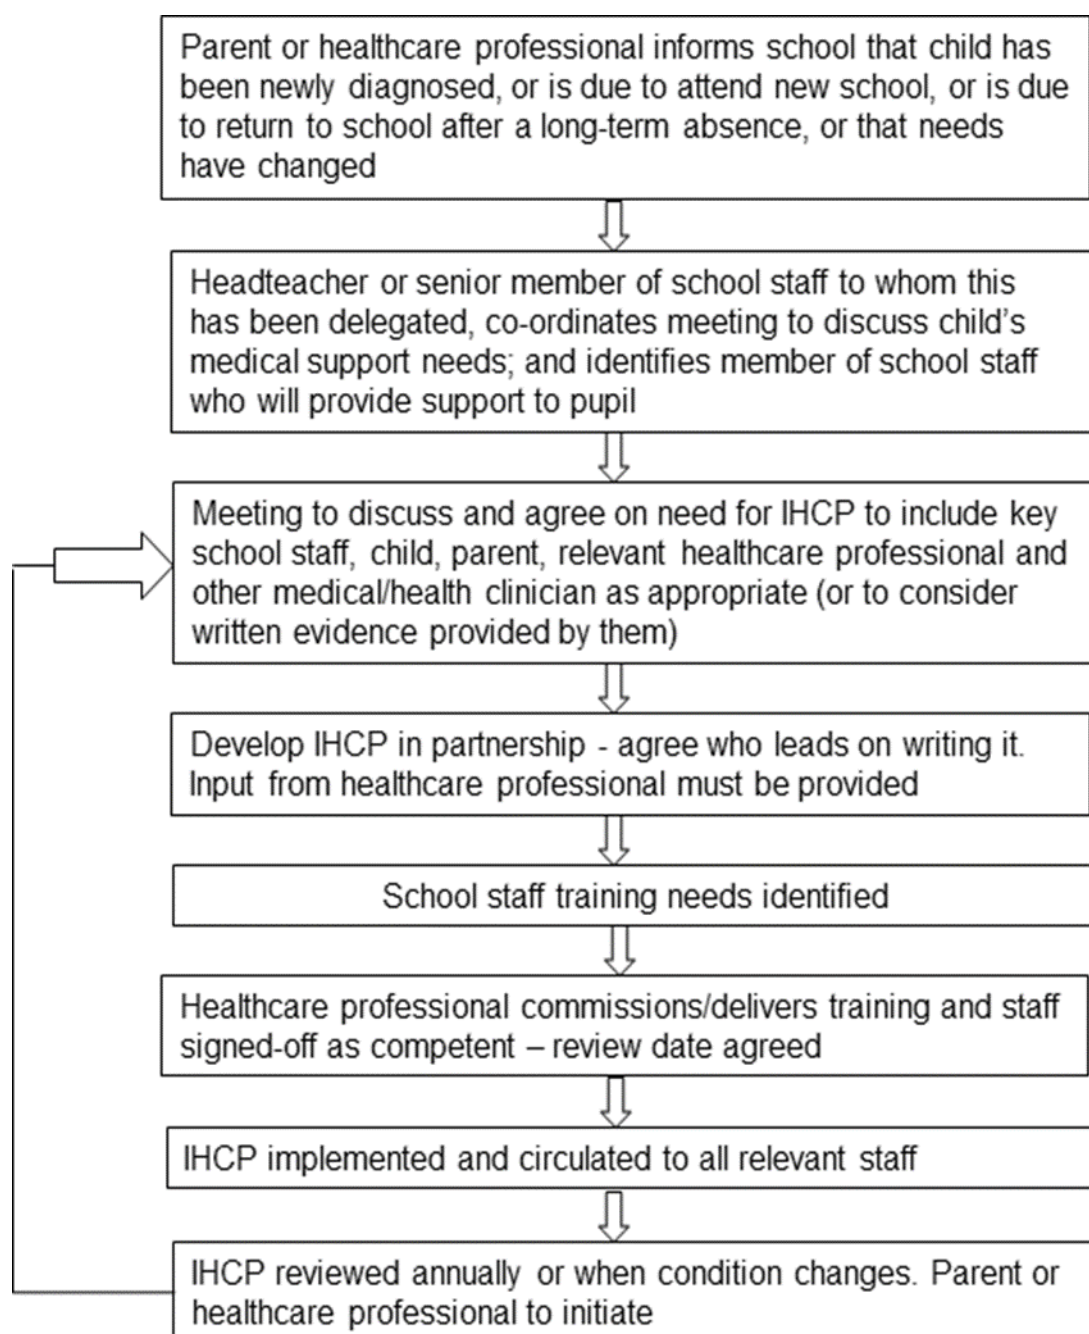 Parent or healthcare professional informs school that child has
been newly diagnosed, or is due to attend new school, or is due
to return to school after a long-term absence, or that needs
have changed
Headteacher or senior member of school staff to whom this
has been delegated, co-ordinates meeting to discuss child's
medical support needs; and identifies member of school staff
who will provide support to pupil
Meeting to discuss and agree on need for IHCP to include key
school staff, child, parent, relevant healthcare professional and
other medical/health clinician as appropriate (or to consider
written evidence provided by them)
Develop IHCP in partnership - agree who leads on writing it.
Input from healthcare professional must be provided
School staff training needs identified
Healthcare professional commissions/delivers training and staff
signed-off as competent – review date agreed
IHCP implemented and circulated to all relevant staff
IHCP reviewed annually or when condition changes. Parent or
healthcare professional to initiate